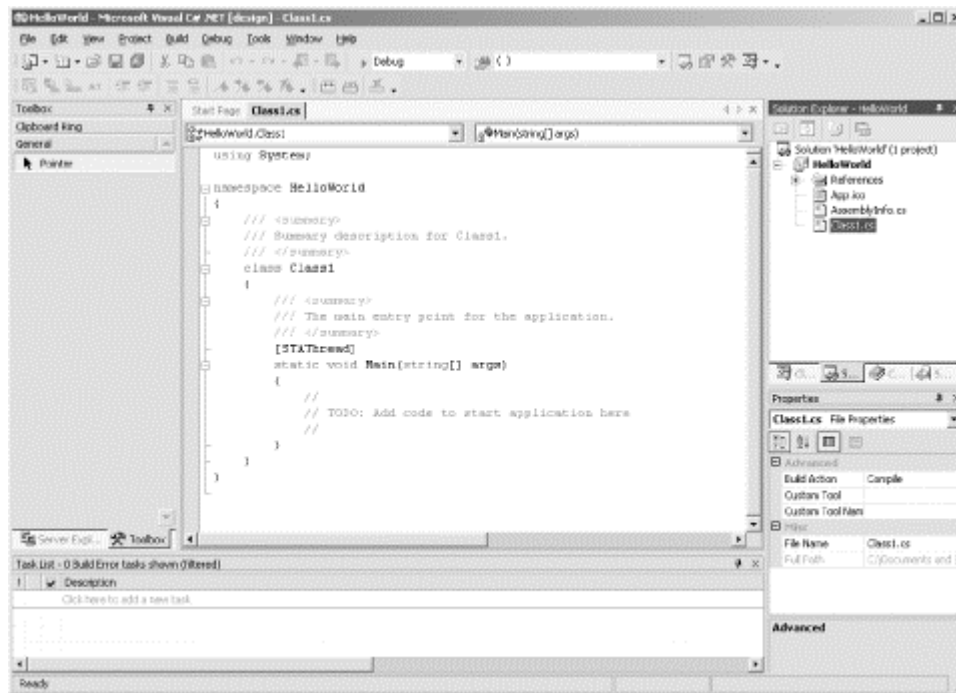 HelloWorld - Microsoft Visual C# .NET [design] - Class1.cs
File Edit View Project Build Debug Tools Window Help
Debug
Toolbox
Clipboard Ring
General
Pointer
Server Expl...
Toolbox
Start Page Class1.cs
HelloWorld.Class1
Main(string[] args)
using System;
namespace HelloWorld
{
/// <summary>
/// Summary description for Class1.
/// </summary>
class Class1
{
/// <summary>
/// The main entry point for the application.
/// </summary>
[STAThread]
static void Main(string[] args)
{
//
// TODO: Add code to start application here
//
}
}
}
Solution Explorer - HelloWorld
Solution 'HelloWorld' (1 project)
HelloWorld
References
App.ico
AssemblyInfo.cs
Class1.cs
Properties
Class1.cs File Properties
Advanced
Build Action Compile
Custom Tool
Custom Tool Nam
Misc
File Name Class1.cs
Full Path C:\Documents and
Advanced
Task List - 0 Build Error tasks shown (filtered)
! Description
Click here to add a new task
Ready